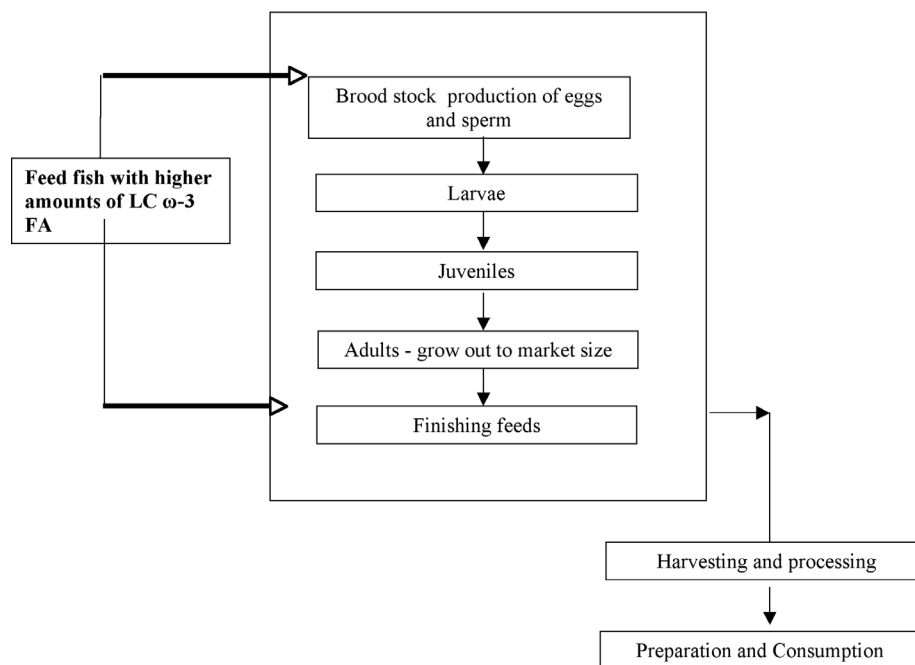 Brood stock production of eggs
and sperm
Feed fish with higher
amounts of LC ω-3
FA
Larvae
Juveniles
Adults - grow out to market size
Finishing feeds
Harvesting and processing
Preparation and Consumption